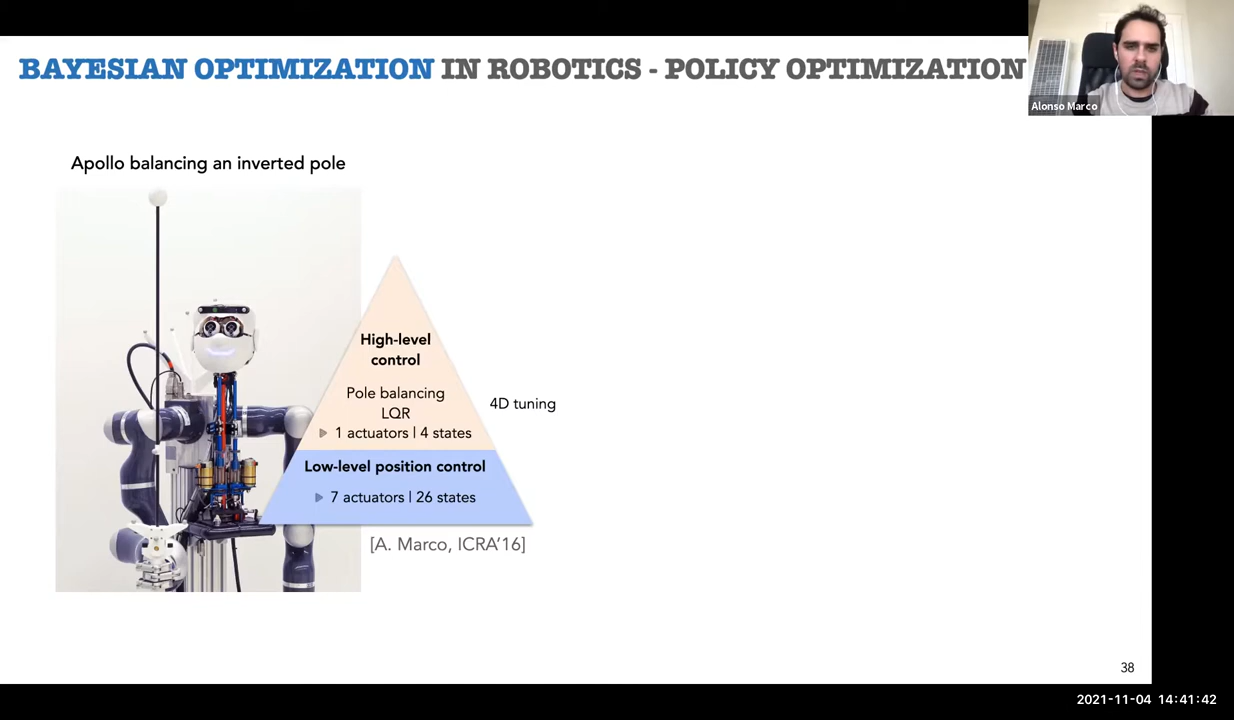 BAYESIAN OPTIMIZATION IN ROBOTICS - POLICY OPTIMIZATION
Alonso Marco
Apollo balancing an inverted pole
High-level
control
Pole balancing
LQR
1 actuators | 4 states
4D tuning
Low-level position control
7 actuators | 26 states
[A. Marco, ICRA'16]
38
2021-11-04 14:41:42